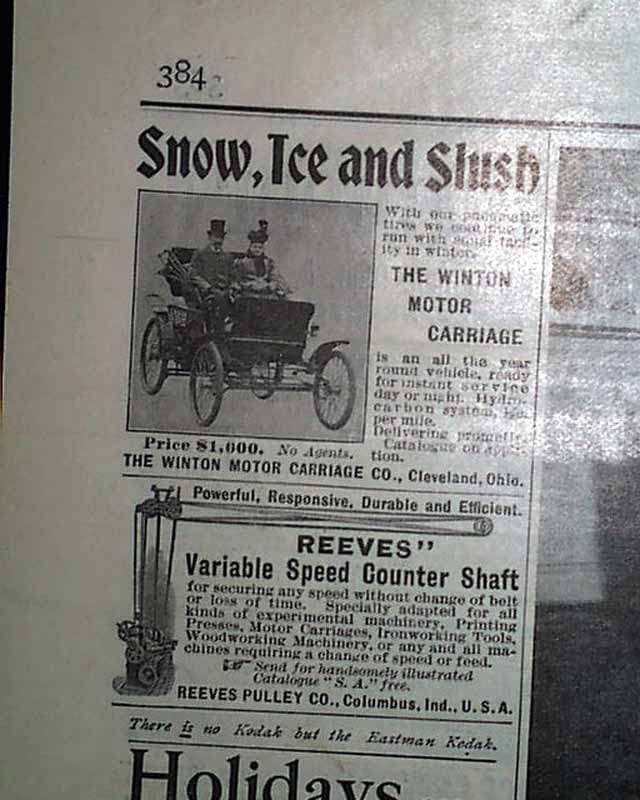 384
Snow, Ice and Slush
With our pneumatic
tires we continue to
run with equal facil-
ity in winter.
THE WINTON
MOTOR
CARRIAGE
is an all the year
round vehicle, ready
for instant service
day or night. Hydro-
carbon system,
per mile.
Delivering promptly.
Catalogue on applica-
tion.
Price $1,000. No Agents.
THE WINTON MOTOR CARRIAGE CO., Cleveland, Ohio.
Powerful, Responsive, Durable and Efficient.
REEVES"
Variable Speed Counter Shaft
for securing any speed without change of belt
or loss of time. Specially adapted for all
kinds of experimental machinery, Printing
Presses, Motor Carriages, Ironworking Tools,
Woodworking Machinery, or any and all ma-
chines requiring a change of speed or feed.
☞ Send for handsomely illustrated
Catalogue "S. A." free.
REEVES PULLEY CO., Columbus, Ind., U. S. A.
There is no Kodak but the Eastman Kodak.
Holidays